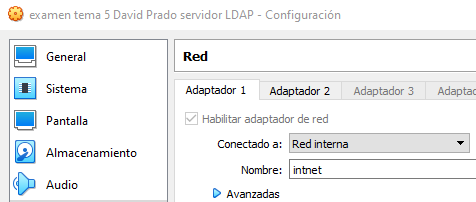 examen tema 5 David Prado servidor LDAP - Configuración
General
Sistema
Pantalla
Almacenamiento
Audio
Red
Adaptador 1 Adaptador 2 Adaptador 3 Adaptad
Habilitar adaptador de red
Conectado a: Red interna
Nombre: intnet
Avanzadas